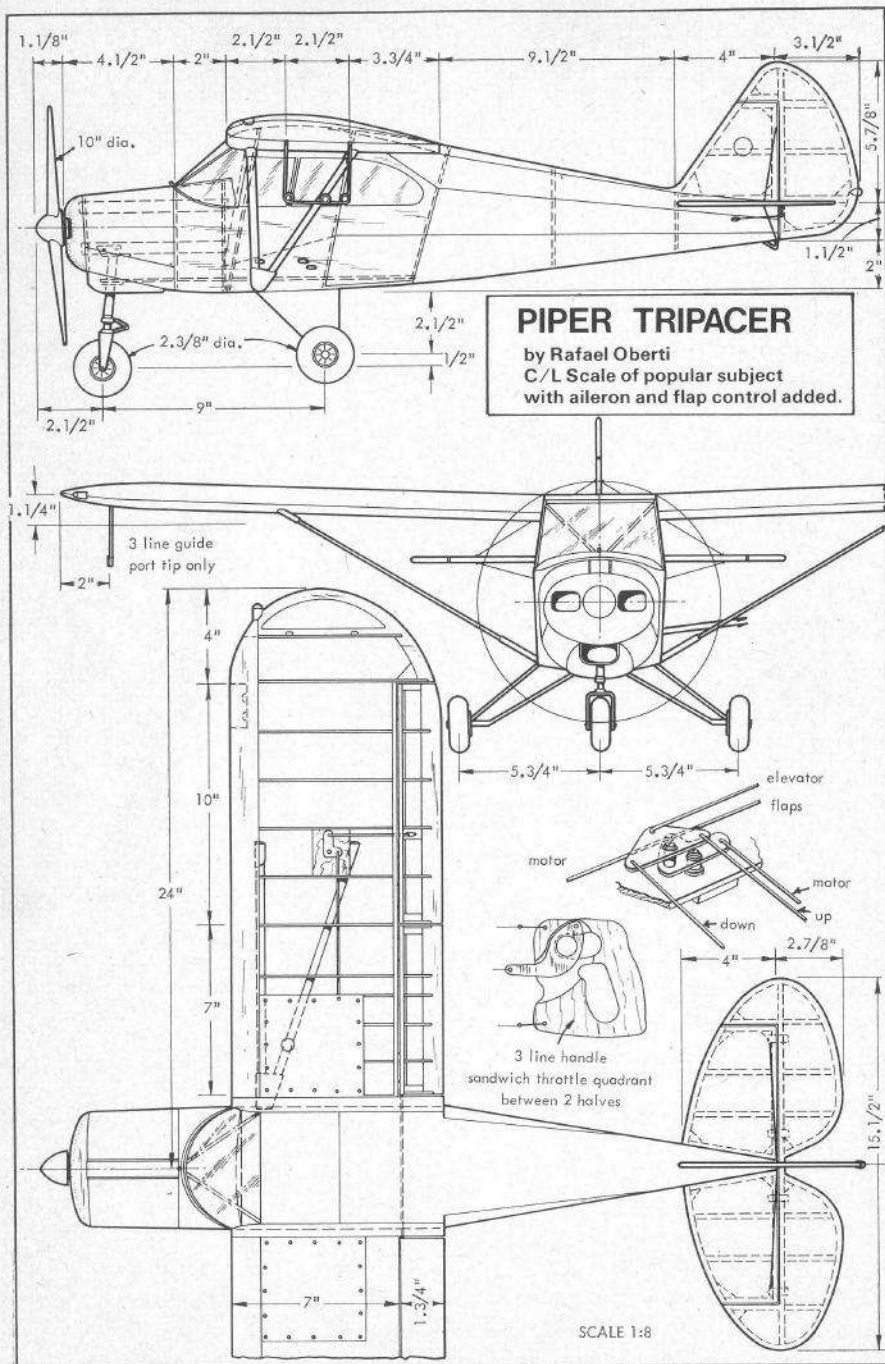 1.1/8"
4.1/2"
2"
2.1/2"
2.1/2"
3.3/4"
9.1/2"
4"
3.1/2"
10" dia.
5.7/8"
1.1/2"
2"
2.1/2"
1/2"
2.3/8" dia.
9"
2.1/2"
PIPER TRIPACER
by Rafael Oberti
C/L Scale of popular subject
with aileron and flap control added.
1.1/4"
3 line guide
port tip only
2"
4"
10"
24"
7"
5.3/4"
5.3/4"
elevator
flaps
motor
motor
up
down
4"
2.7/8"
3 line handle
sandwich throttle quadrant
between 2 halves
15.1/2"
7"
1.3/4"
SCALE 1:8